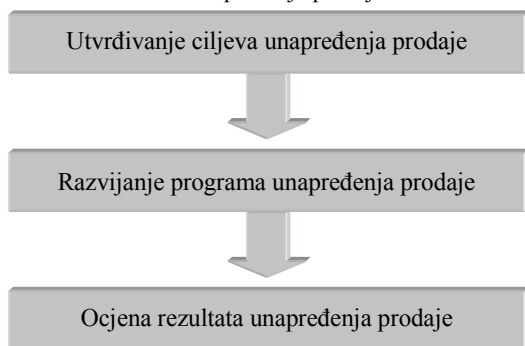 Utvrđivanje ciljeva unapređenja prodaje
Razvijanje programa unapređenja prodaje
Ocjena rezultata unapređenja prodaje